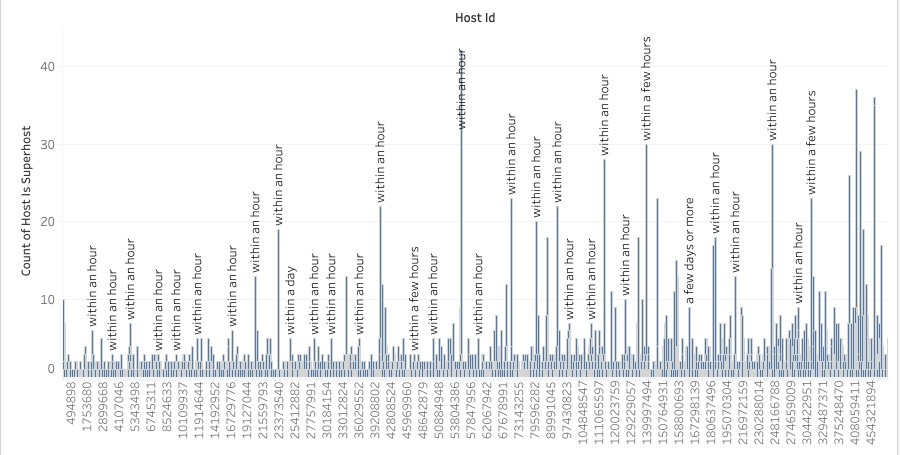 Host Id
Count of Host Is Superhost
40
30
20
10
0
within an hour
within an hour
within an hour
within an hour
within an hour
within an hour
within an hour
within an hour
within an hour
within a day
within an hour
within an hour
within an hour
within an hour
within a few hours
within an hour
within an hour
within an hour
within an hour
within an hour
within an hour
within an hour
within an hour
within an hour
within an hour
within a few hours
a few days or more
within an hour
within an hour
within an hour
within an hour
within a few hours
494898
1753680
2899668
4107046
5343498
6745311
8524633
10109937
11914644
14192952
16729776
19127044
21559793
23373540
25412882
27757991
30184154
33012824
36029552
39208802
42808524
45969960
48642879
50884948
53804386
57847956
62067942
67678991
73143255
79596282
89991045
97430823
104848547
111065597
120023759
129229057
139997494
150764931
158800693
167298139
180637496
195070304
216972159
230288014
248166788
274659009
304422951
329487371
375248470
408059411
454321894